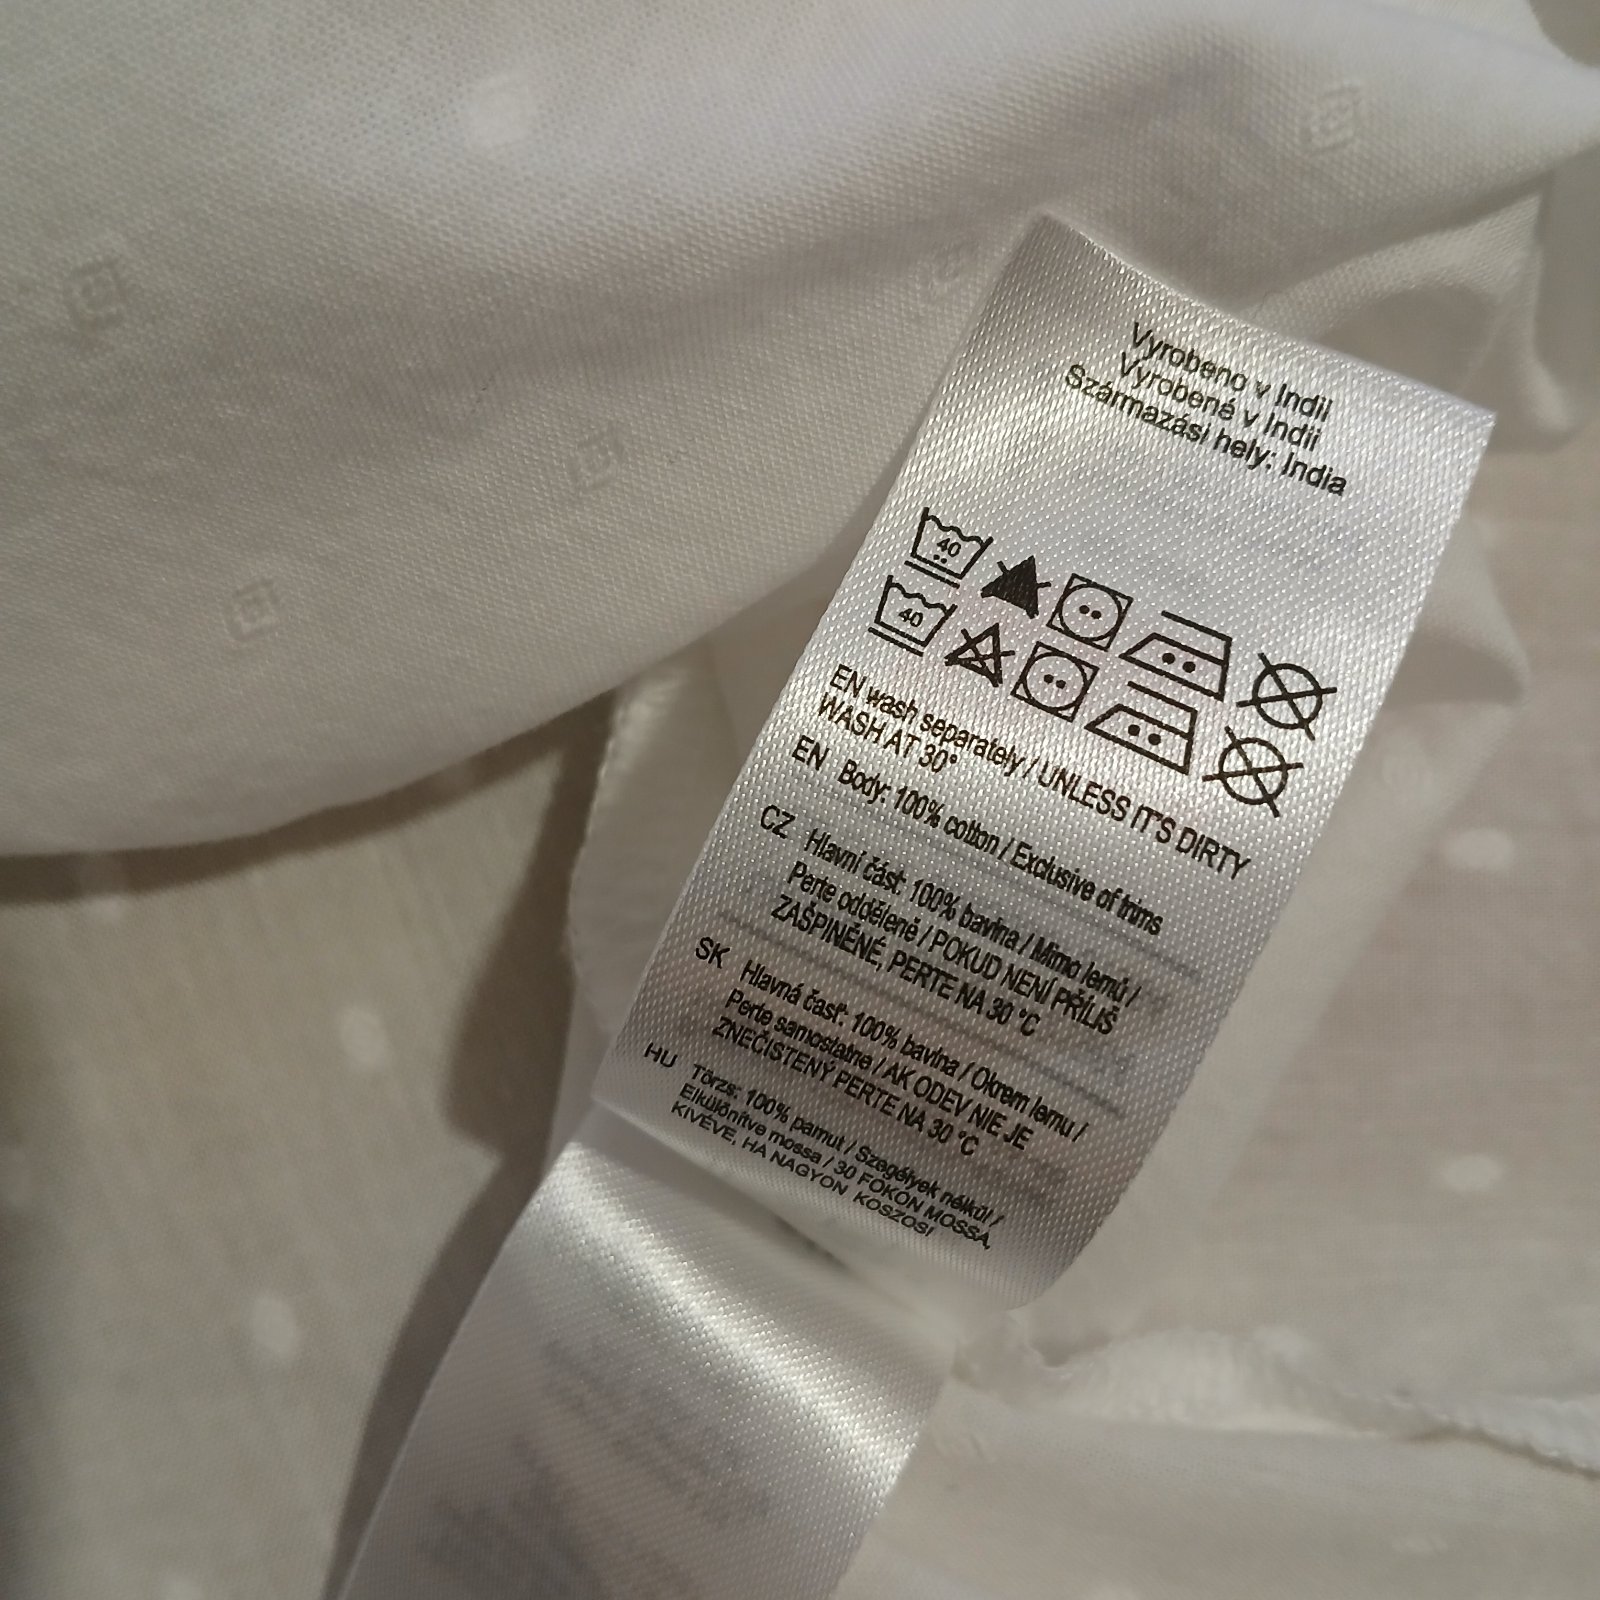 Vyrobeno v Indii
Vyrobené v Indii
Származási hely: India
40
40
EN wash separately / UNLESS IT'S DIRTY
WASH AT 30°
EN Body: 100% cotton / Exclusive of trims
CZ Hlavní část: 100% bavlna / Mimo lemů /
Perte odděleně / POKUD NENÍ PŘÍLIŠ
ZAŠPINĚNÉ, PERTE NA 30 °C
SK Hlavná časť: 100% bavlna / Okrem lemu /
Perte samostatne / AK ODEV NIE JE
ZNEČISTENÝ PERTE NA 30 °C
HU Törzs: 100% pamut / Szegélyek nélkül /
Elkülönítve mossa / 30 FOKON MOSSA,
KIVÉVE, HA NAGYON KOSZOS!